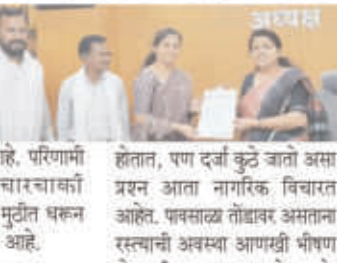 अध्यक्ष
आहे. परिणामी
चारचाकी
मुठीत धरून
आहे.
होतात, पण दर्जा कुठे जातो असा
प्रश्न आता नागरिक विचारत
आहेत. पावसाळा तोंडावर असताना
रस्त्याची अवस्था आणखी भीषण